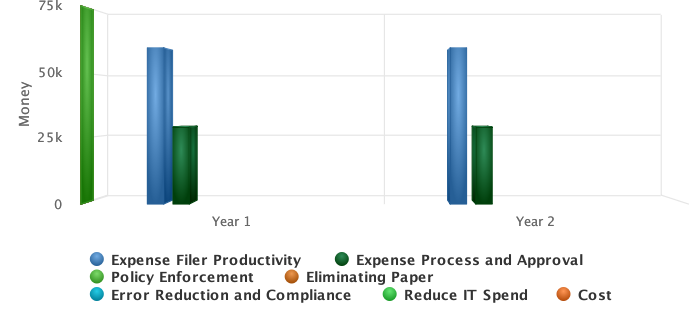 75k
50k
Money
25k
0
Year 1 Year 2
Expense Filer Productivity Expense Process and Approval
Policy Enforcement Eliminating Paper
Error Reduction and Compliance Reduce IT Spend Cost